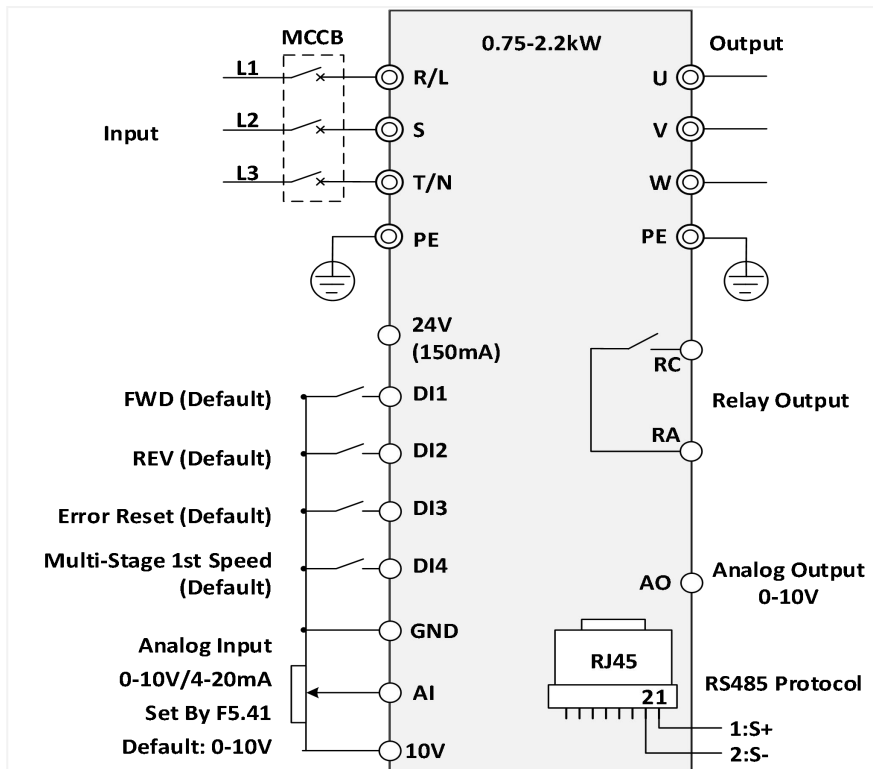 MCCB
0.75-2.2kW
Output
L1
R/L
U
Input
L2
S
V
L3
T/N
W
PE
PE
24V
(150mA)
RC
FWD (Default)
DI1
Relay Output
REV (Default)
DI2
RA
Error Reset (Default)
DI3
Multi-Stage 1st Speed
(Default)
DI4
AO
Analog Output
0-10V
GND
Analog Input
0-10V/4-20mA
Set By F5.41
Default: 0-10V
AI
10V
RJ45
21
RS485 Protocol
1:S+
2:S-